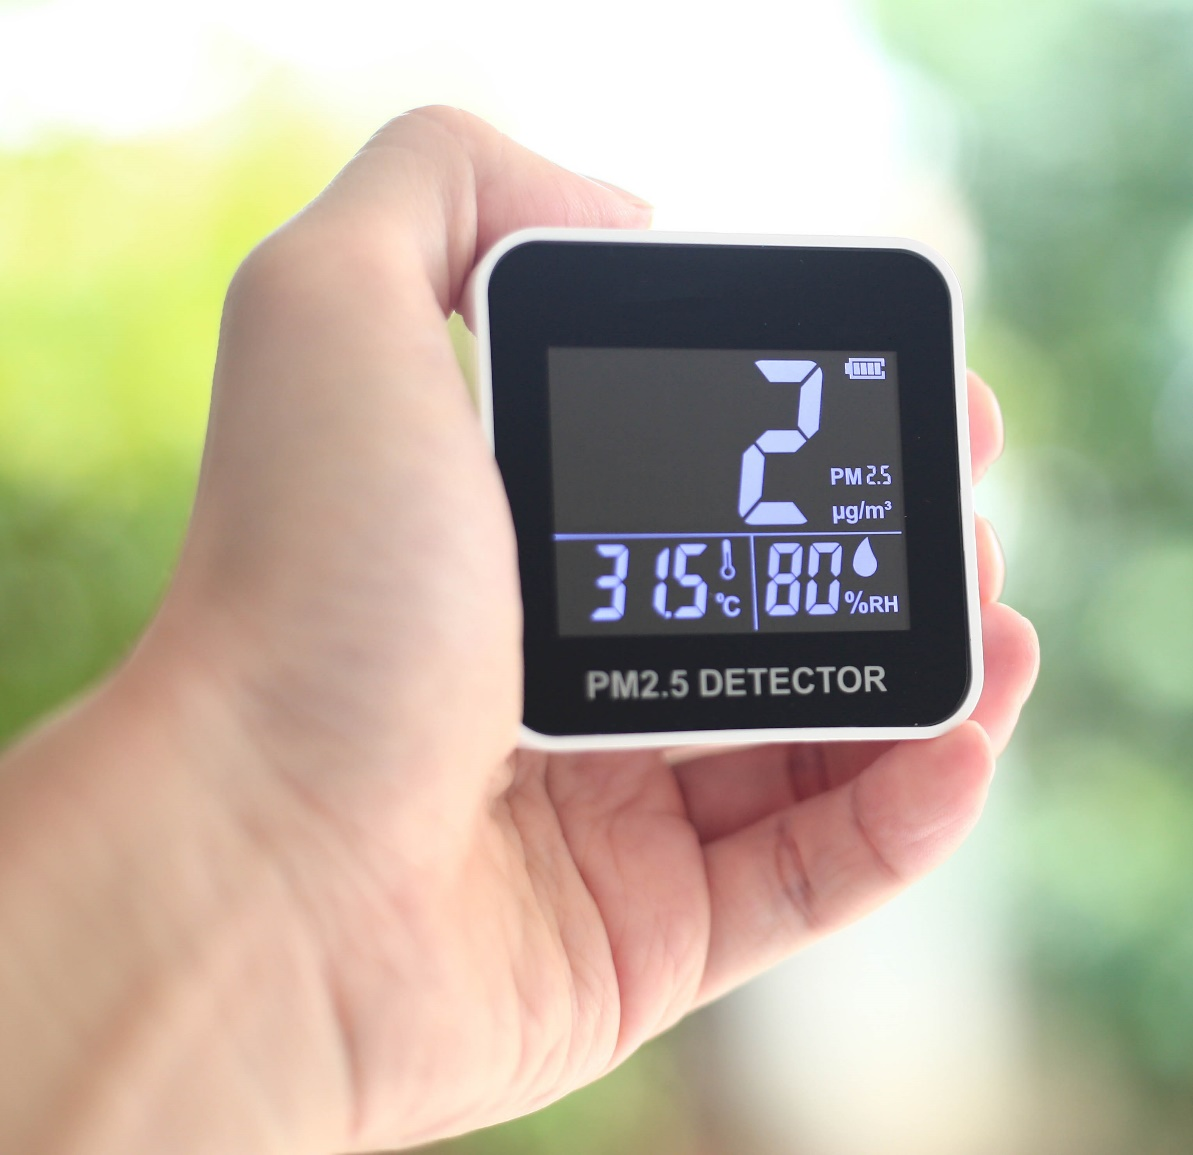 2
PM 2.5
µg/m³
31.5 °C
80 %RH
PM2.5 DETECTOR